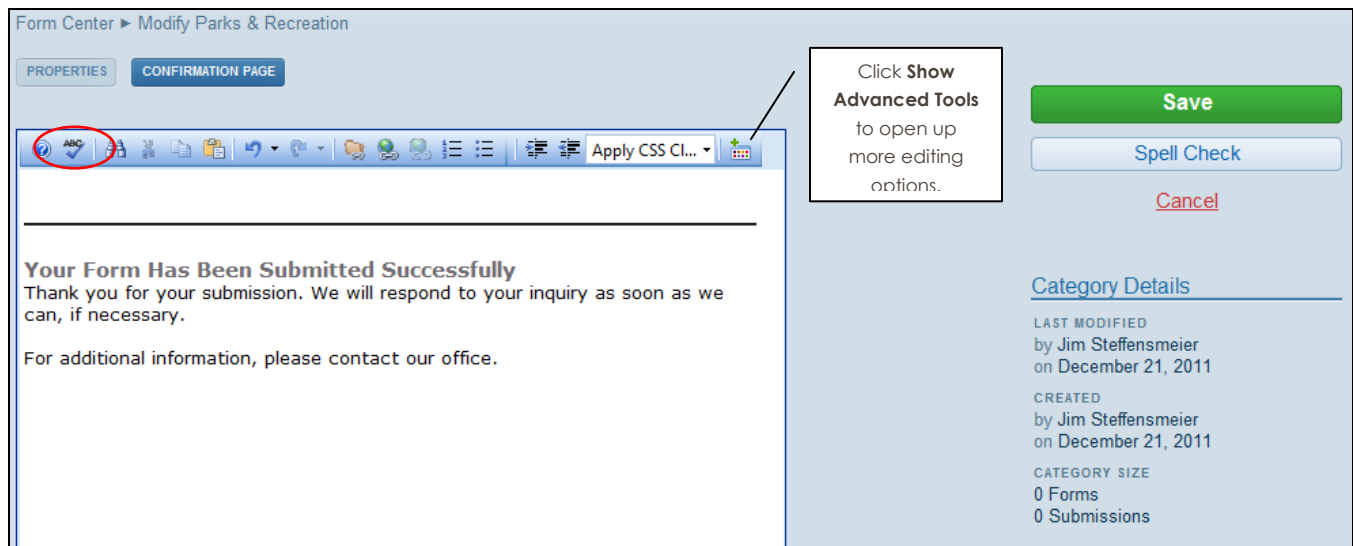 Form Center ► Modify Parks & Recreation
PROPERTIES
CONFIRMATION PAGE
Click Show
Advanced Tools
to open up
more editing
options.
Save
ABC
Apply CSS Cl...
Spell Check
Cancel
Your Form Has Been Submitted Successfully
Thank you for your submission. We will respond to your inquiry as soon as we
can, if necessary.
For additional information, please contact our office.
Category Details
LAST MODIFIED
by Jim Steffensmeier
on December 21, 2011
CREATED
by Jim Steffensmeier
on December 21, 2011
CATEGORY SIZE
0 Forms
0 Submissions